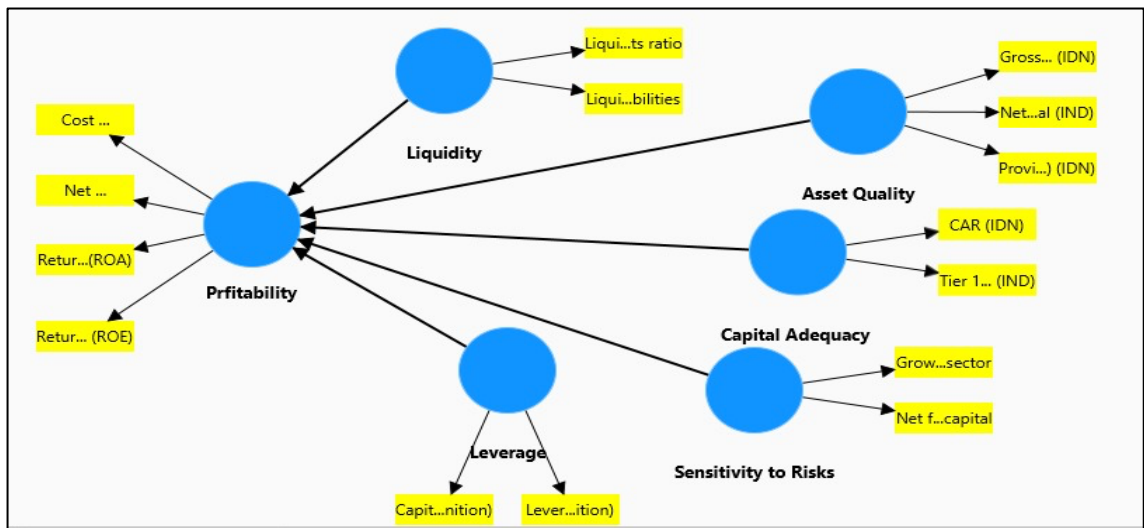 Liqui...ts ratio
Liqui...bilities
Liquidity
Gross... (IDN)
Net...al (IND)
Provi...) (IDN)
Asset Quality
Cost ...
Net ...
Retur...(ROA)
Retur... (ROE)
Prfitability
CAR (IDN)
Tier 1... (IND)
Capital Adequacy
Grow...sector
Net f...capital
Sensitivity to Risks
Leverage
Capit...nition)
Lever...ition)